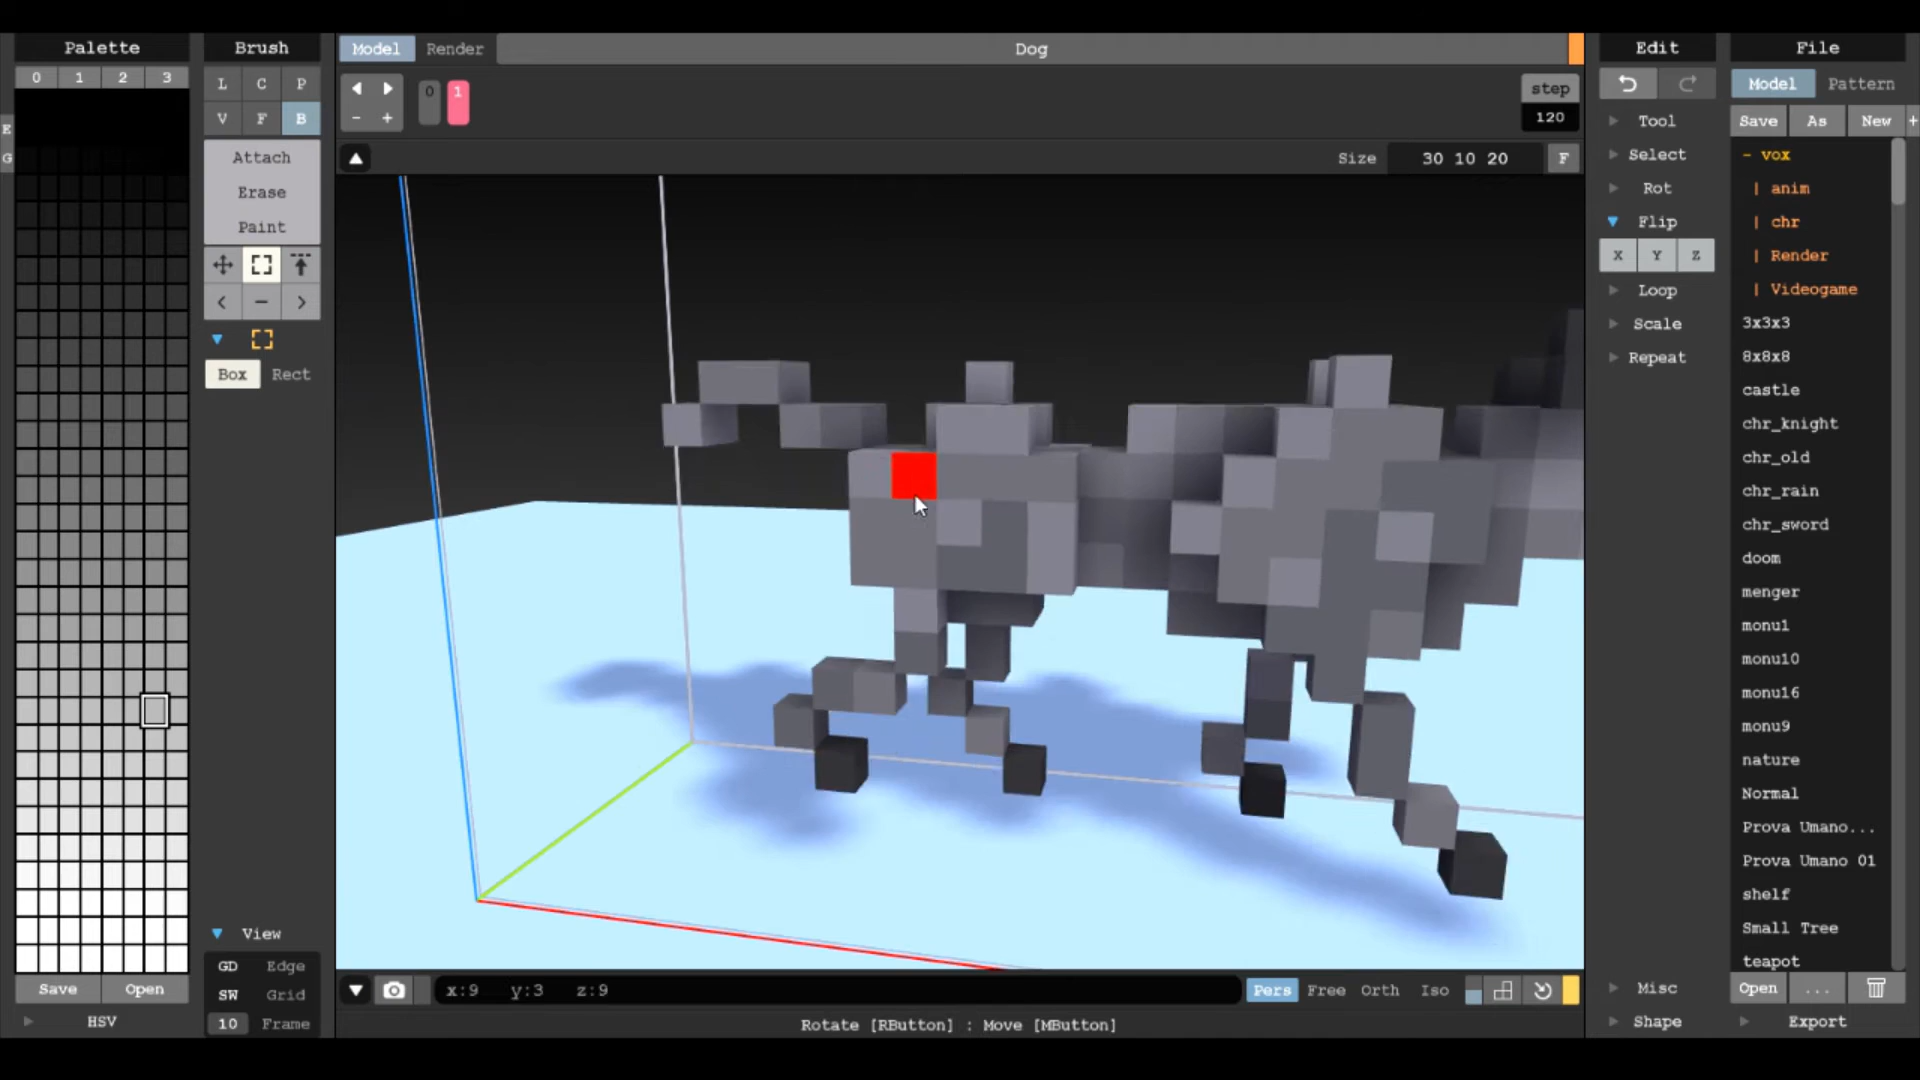 Palette
0 1 2 3
E
G
Save Open
HSV
Brush
L C P
V F B
Attach
Erase
Paint
< − >
Box Rect
View
GD Edge
SW Grid
10 Frame
Model Render
Dog
− +
0 1
step
120
Size 30 10 20 F
x:9 y:3 z:9
Pers Free Orth Iso
Rotate [RButton] : Move [MButton]
Edit
Tool
Select
Rot
Flip
X Y Z
Loop
Scale
Repeat
Misc
Shape
File
Model Pattern
Save As New +
− vox
| anim
| chr
| Render
| Videogame
3x3x3
8x8x8
castle
chr_knight
chr_old
chr_rain
chr_sword
doom
menger
monu1
monu10
monu16
monu9
nature
Normal
Prova Umano...
Prova Umano 01
shelf
Small Tree
teapot
Open ...
Export